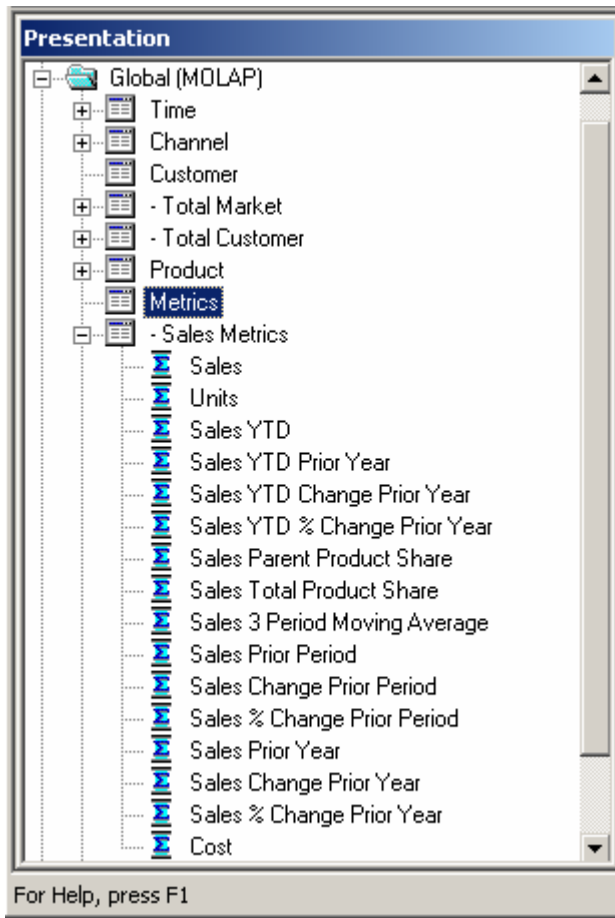 Presentation
Global (MOLAP)
Time
Channel
Customer
- Total Market
- Total Customer
Product
Metrics
- Sales Metrics
Sales
Units
Sales YTD
Sales YTD Prior Year
Sales YTD Change Prior Year
Sales YTD % Change Prior Year
Sales Parent Product Share
Sales Total Product Share
Sales 3 Period Moving Average
Sales Prior Period
Sales Change Prior Period
Sales % Change Prior Period
Sales Prior Year
Sales Change Prior Year
Sales % Change Prior Year
Cost
For Help, press F1